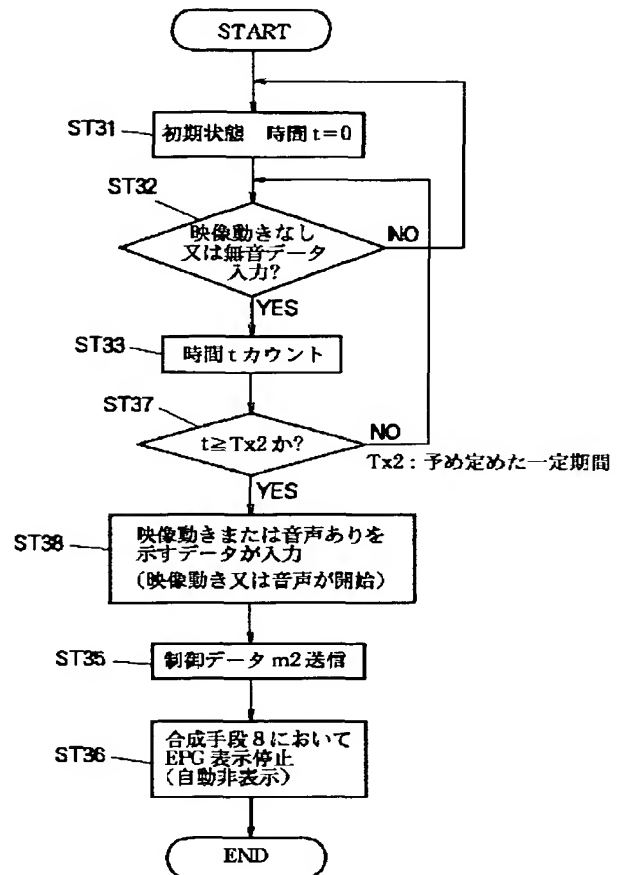 START
ST31
初期状態　時間 t=0
ST32
映像動きなし
又は無音データ
入力?
NO
YES
ST33
時間 t カウント
ST37
t≧Tx2 か?
NO
Tx2 : 予め定めた一定期間
YES
ST38
映像動きまたは音声ありを
示すデータが入力
(映像動き又は音声が開始)
ST35
制御データ m2 送信
ST36
合成手段 8 において
EPG 表示停止
(自動非表示)
END